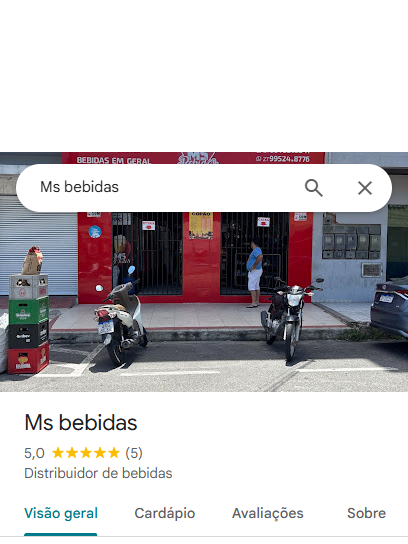 BEBIDAS EM GERAL
MS
27 99524.8776
Ms bebidas
COPÃO
Ms bebidas
5,0 (5)
Distribuidor de bebidas
Visão geral
Cardápio
Avaliações
Sobre